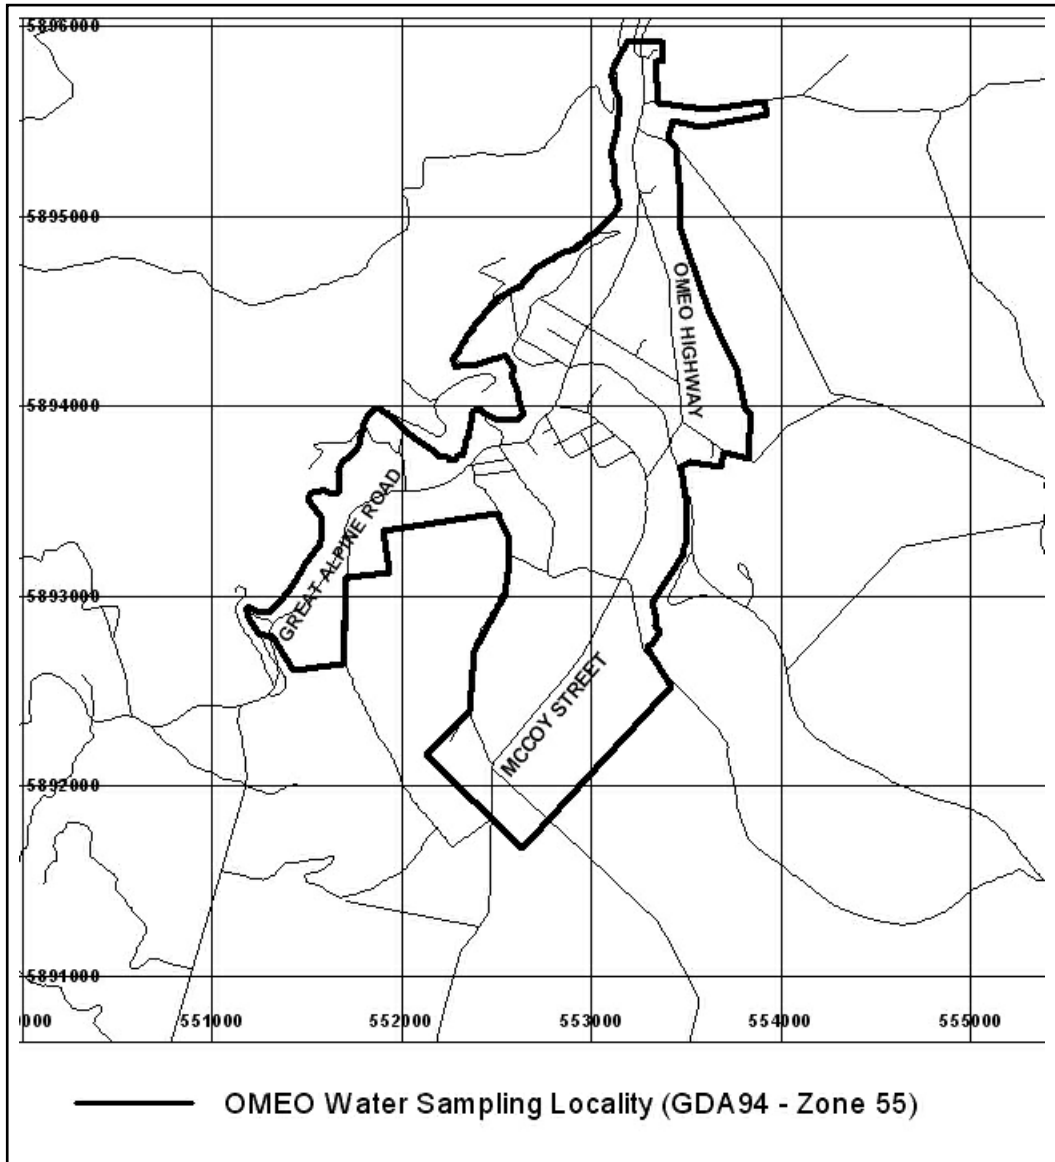 5896000
5895000
OMEO HIGHWAY
5894000
GREAT ALPINE ROAD
5893000
MCCOY STREET
5892000
5891000
0000 551000 552000 553000 554000 555000
OMEO Water Sampling Locality (GDA94 - Zone 55)